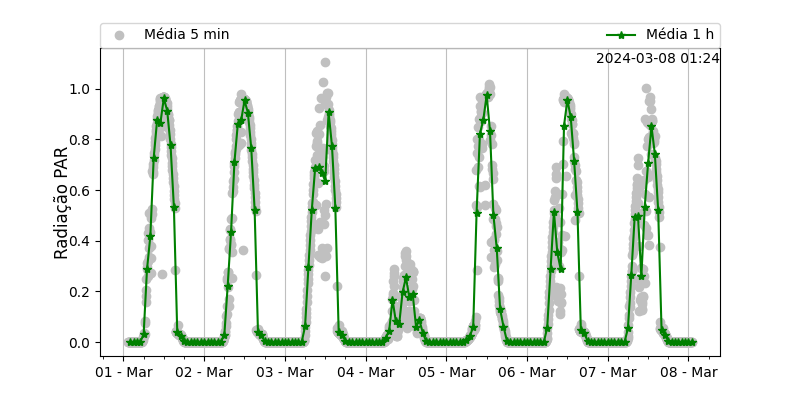 Média 5 min
Média 1 h
2024-03-08 01:24
Radiação PAR
1.0
0.8
0.6
0.4
0.2
0.0
01 - Mar
02 - Mar
03 - Mar
04 - Mar
05 - Mar
06 - Mar
07 - Mar
08 - Mar